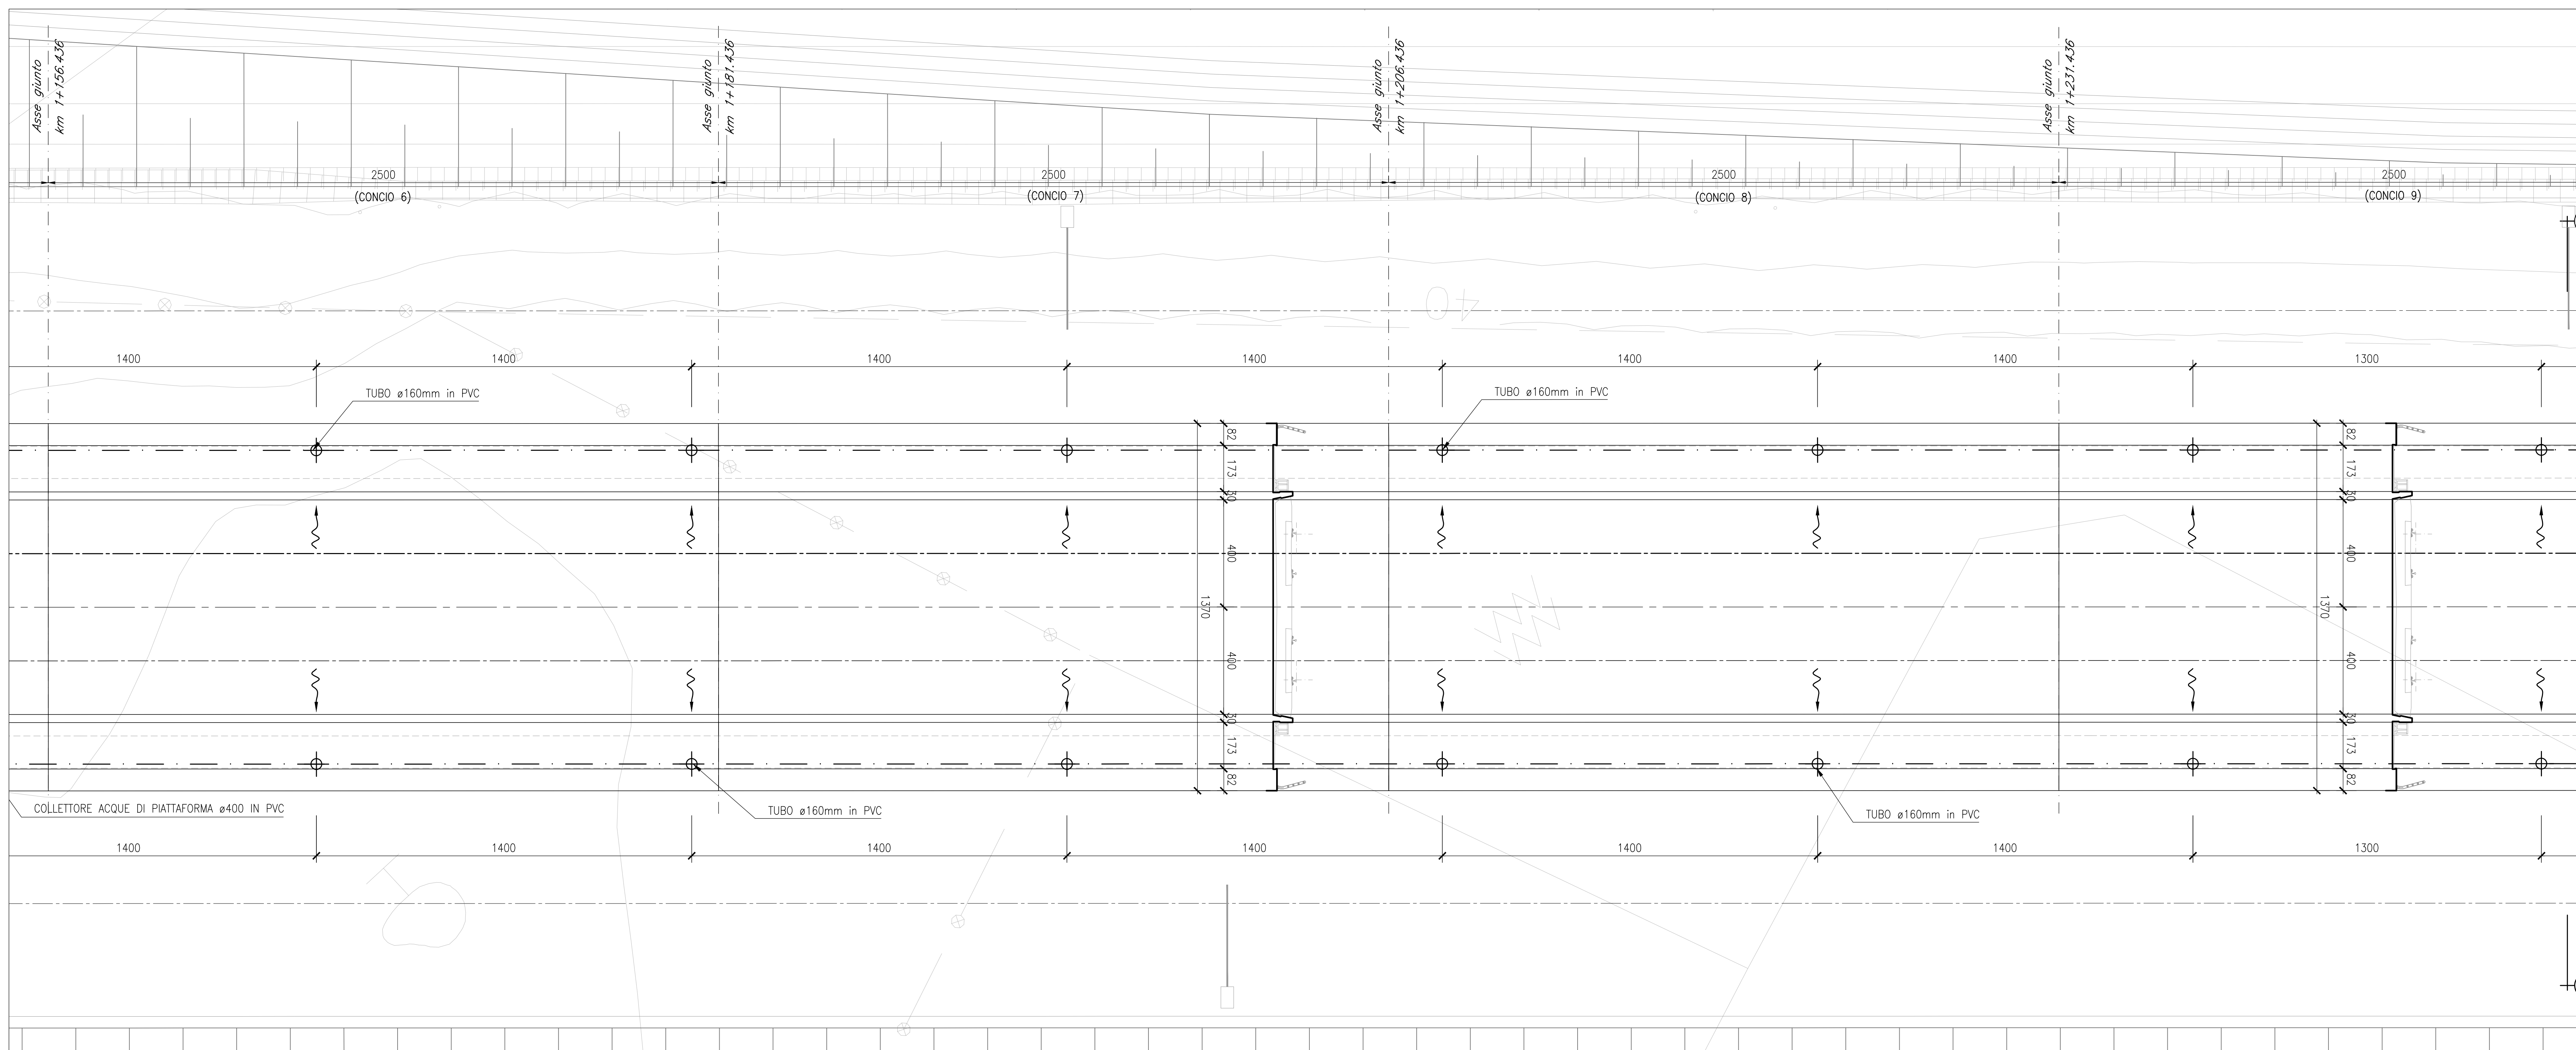 Asse giunto
km 1+156.436
Asse giunto
km 1+181.436
Asse giunto
km 1+206.436
Asse giunto
km 1+231.436
2500
(CONCIO 6)
2500
(CONCIO 7)
2500
(CONCIO 8)
2500
(CONCIO 9)
40
1400
1400
1400
1400
1400
1400
1300
TUBO ø160mm in PVC
TUBO ø160mm in PVC
82
173
30
400
1370
400
30
173
82
82
173
30
400
1370
400
30
173
82
COLLETTORE ACQUE DI PIATTAFORMA ø400 IN PVC
TUBO ø160mm in PVC
TUBO ø160mm in PVC
1400
1400
1400
1400
1400
1400
1300